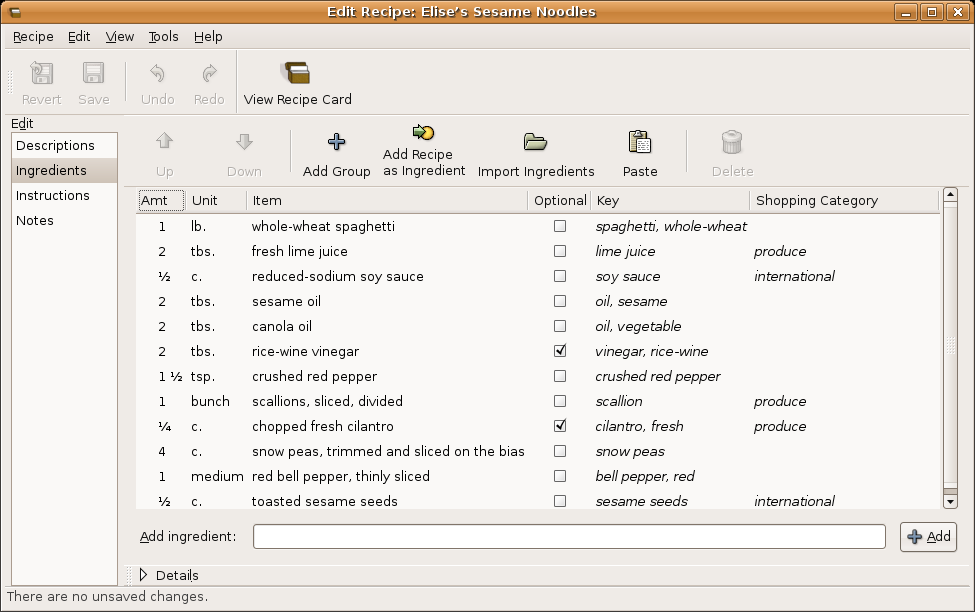 Edit Recipe: Elise's Sesame Noodles
Recipe Edit View Tools Help
Revert Save Undo Redo View Recipe Card
Edit
Descriptions
Ingredients
Instructions
Notes
Up Down Add Group Add Recipe as Ingredient Import Ingredients Paste Delete
Amt Unit Item Optional Key Shopping Category
1 lb. whole-wheat spaghetti spaghetti, whole-wheat
2 tbs. fresh lime juice lime juice produce
½ c. reduced-sodium soy sauce soy sauce international
2 tbs. sesame oil oil, sesame
2 tbs. canola oil oil, vegetable
2 tbs. rice-wine vinegar vinegar, rice-wine
1 ½ tsp. crushed red pepper crushed red pepper
1 bunch scallions, sliced, divided scallion produce
¼ c. chopped fresh cilantro cilantro, fresh produce
4 c. snow peas, trimmed and sliced on the bias snow peas
1 medium red bell pepper, thinly sliced bell pepper, red
½ c. toasted sesame seeds sesame seeds international
Add ingredient: Add
Details
There are no unsaved changes.